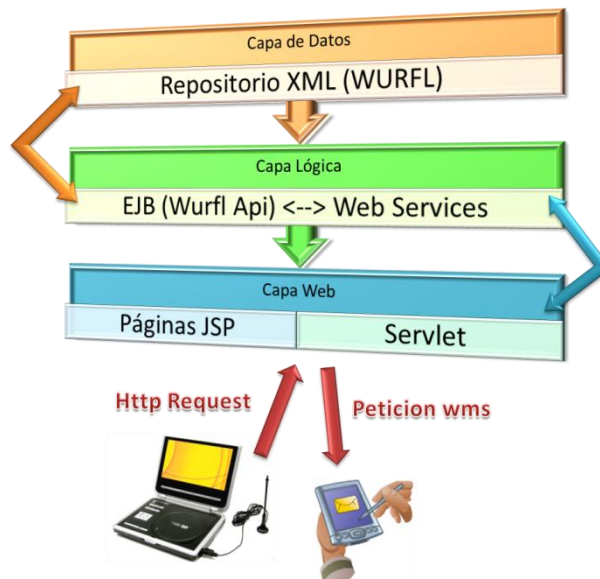 Capa de Datos
Repositorio XML (WURFL)
Capa Lógica
EJB (Wurfl Api) <--> Web Services
Capa Web
Páginas JSP
Servlet
Http Request
Peticion wms